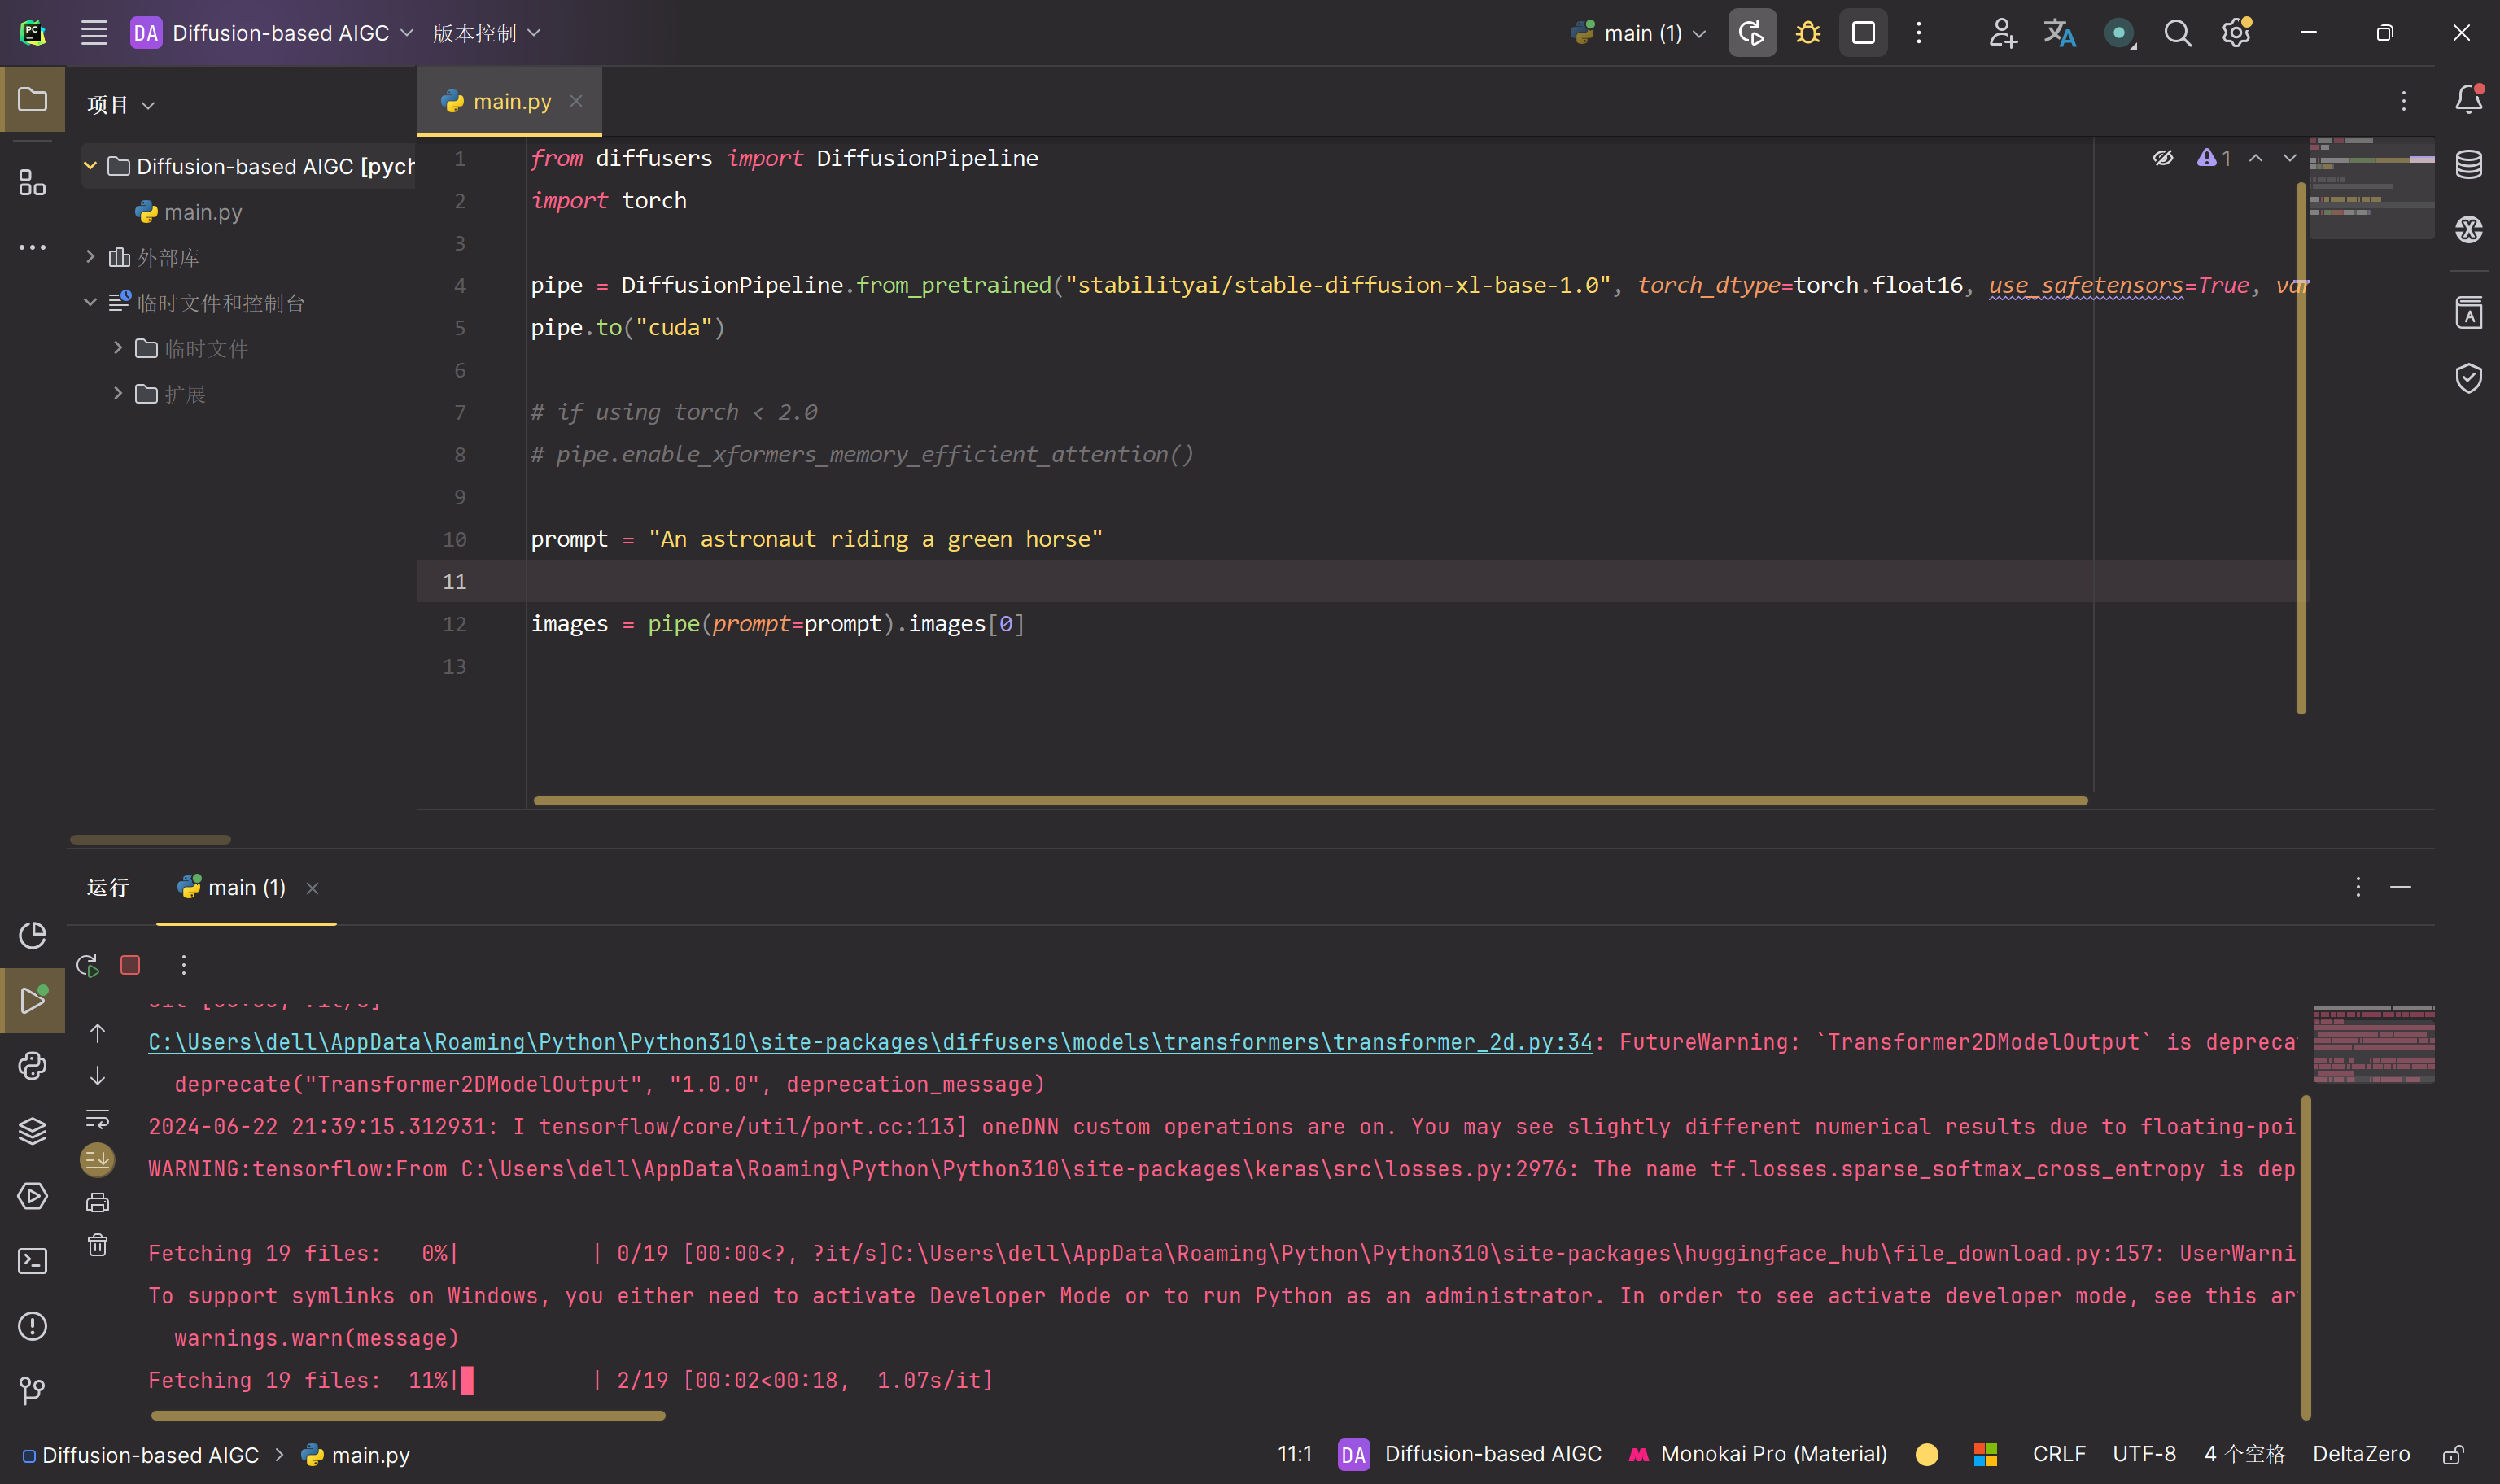 DA Diffusion-based AIGC 版本控制 main (1)
项目
main.py
Diffusion-based AIGC [pych
main.py
外部库
临时文件和控制台
临时文件
扩展
1 from diffusers import DiffusionPipeline
2 import torch
3
4 pipe = DiffusionPipeline.from_pretrained("stabilityai/stable-diffusion-xl-base-1.0", torch_dtype=torch.float16, use_safetensors=True, var
5 pipe.to("cuda")
6
7 # if using torch < 2.0
8 # pipe.enable_xformers_memory_efficient_attention()
9
10 prompt = "An astronaut riding a green horse"
11
12 images = pipe(prompt=prompt).images[0]
13
1
运行 main (1)
C:\Users\dell\AppData\Roaming\Python\Python310\site-packages\diffusers\models\transformers\transformer_2d.py:34: FutureWarning: `Transformer2DModelOutput` is depreca
deprecate("Transformer2DModelOutput", "1.0.0", deprecation_message)
2024-06-22 21:39:15.312931: I tensorflow/core/util/port.cc:113] oneDNN custom operations are on. You may see slightly different numerical results due to floating-poi
WARNING:tensorflow:From C:\Users\dell\AppData\Roaming\Python\Python310\site-packages\keras\src\losses.py:2976: The name tf.losses.sparse_softmax_cross_entropy is dep
Fetching 19 files:   0%|          | 0/19 [00:00<?, ?it/s]C:\Users\dell\AppData\Roaming\Python\Python310\site-packages\huggingface_hub\file_download.py:157: UserWarni
To support symlinks on Windows, you either need to activate Developer Mode or to run Python as an administrator. In order to see activate developer mode, see this ar
warnings.warn(message)
Fetching 19 files:  11%|█         | 2/19 [00:02<00:18,  1.07s/it]
Diffusion-based AIGC > main.py 11:1 DA Diffusion-based AIGC Monokai Pro (Material) CRLF UTF-8 4 个空格 DeltaZero